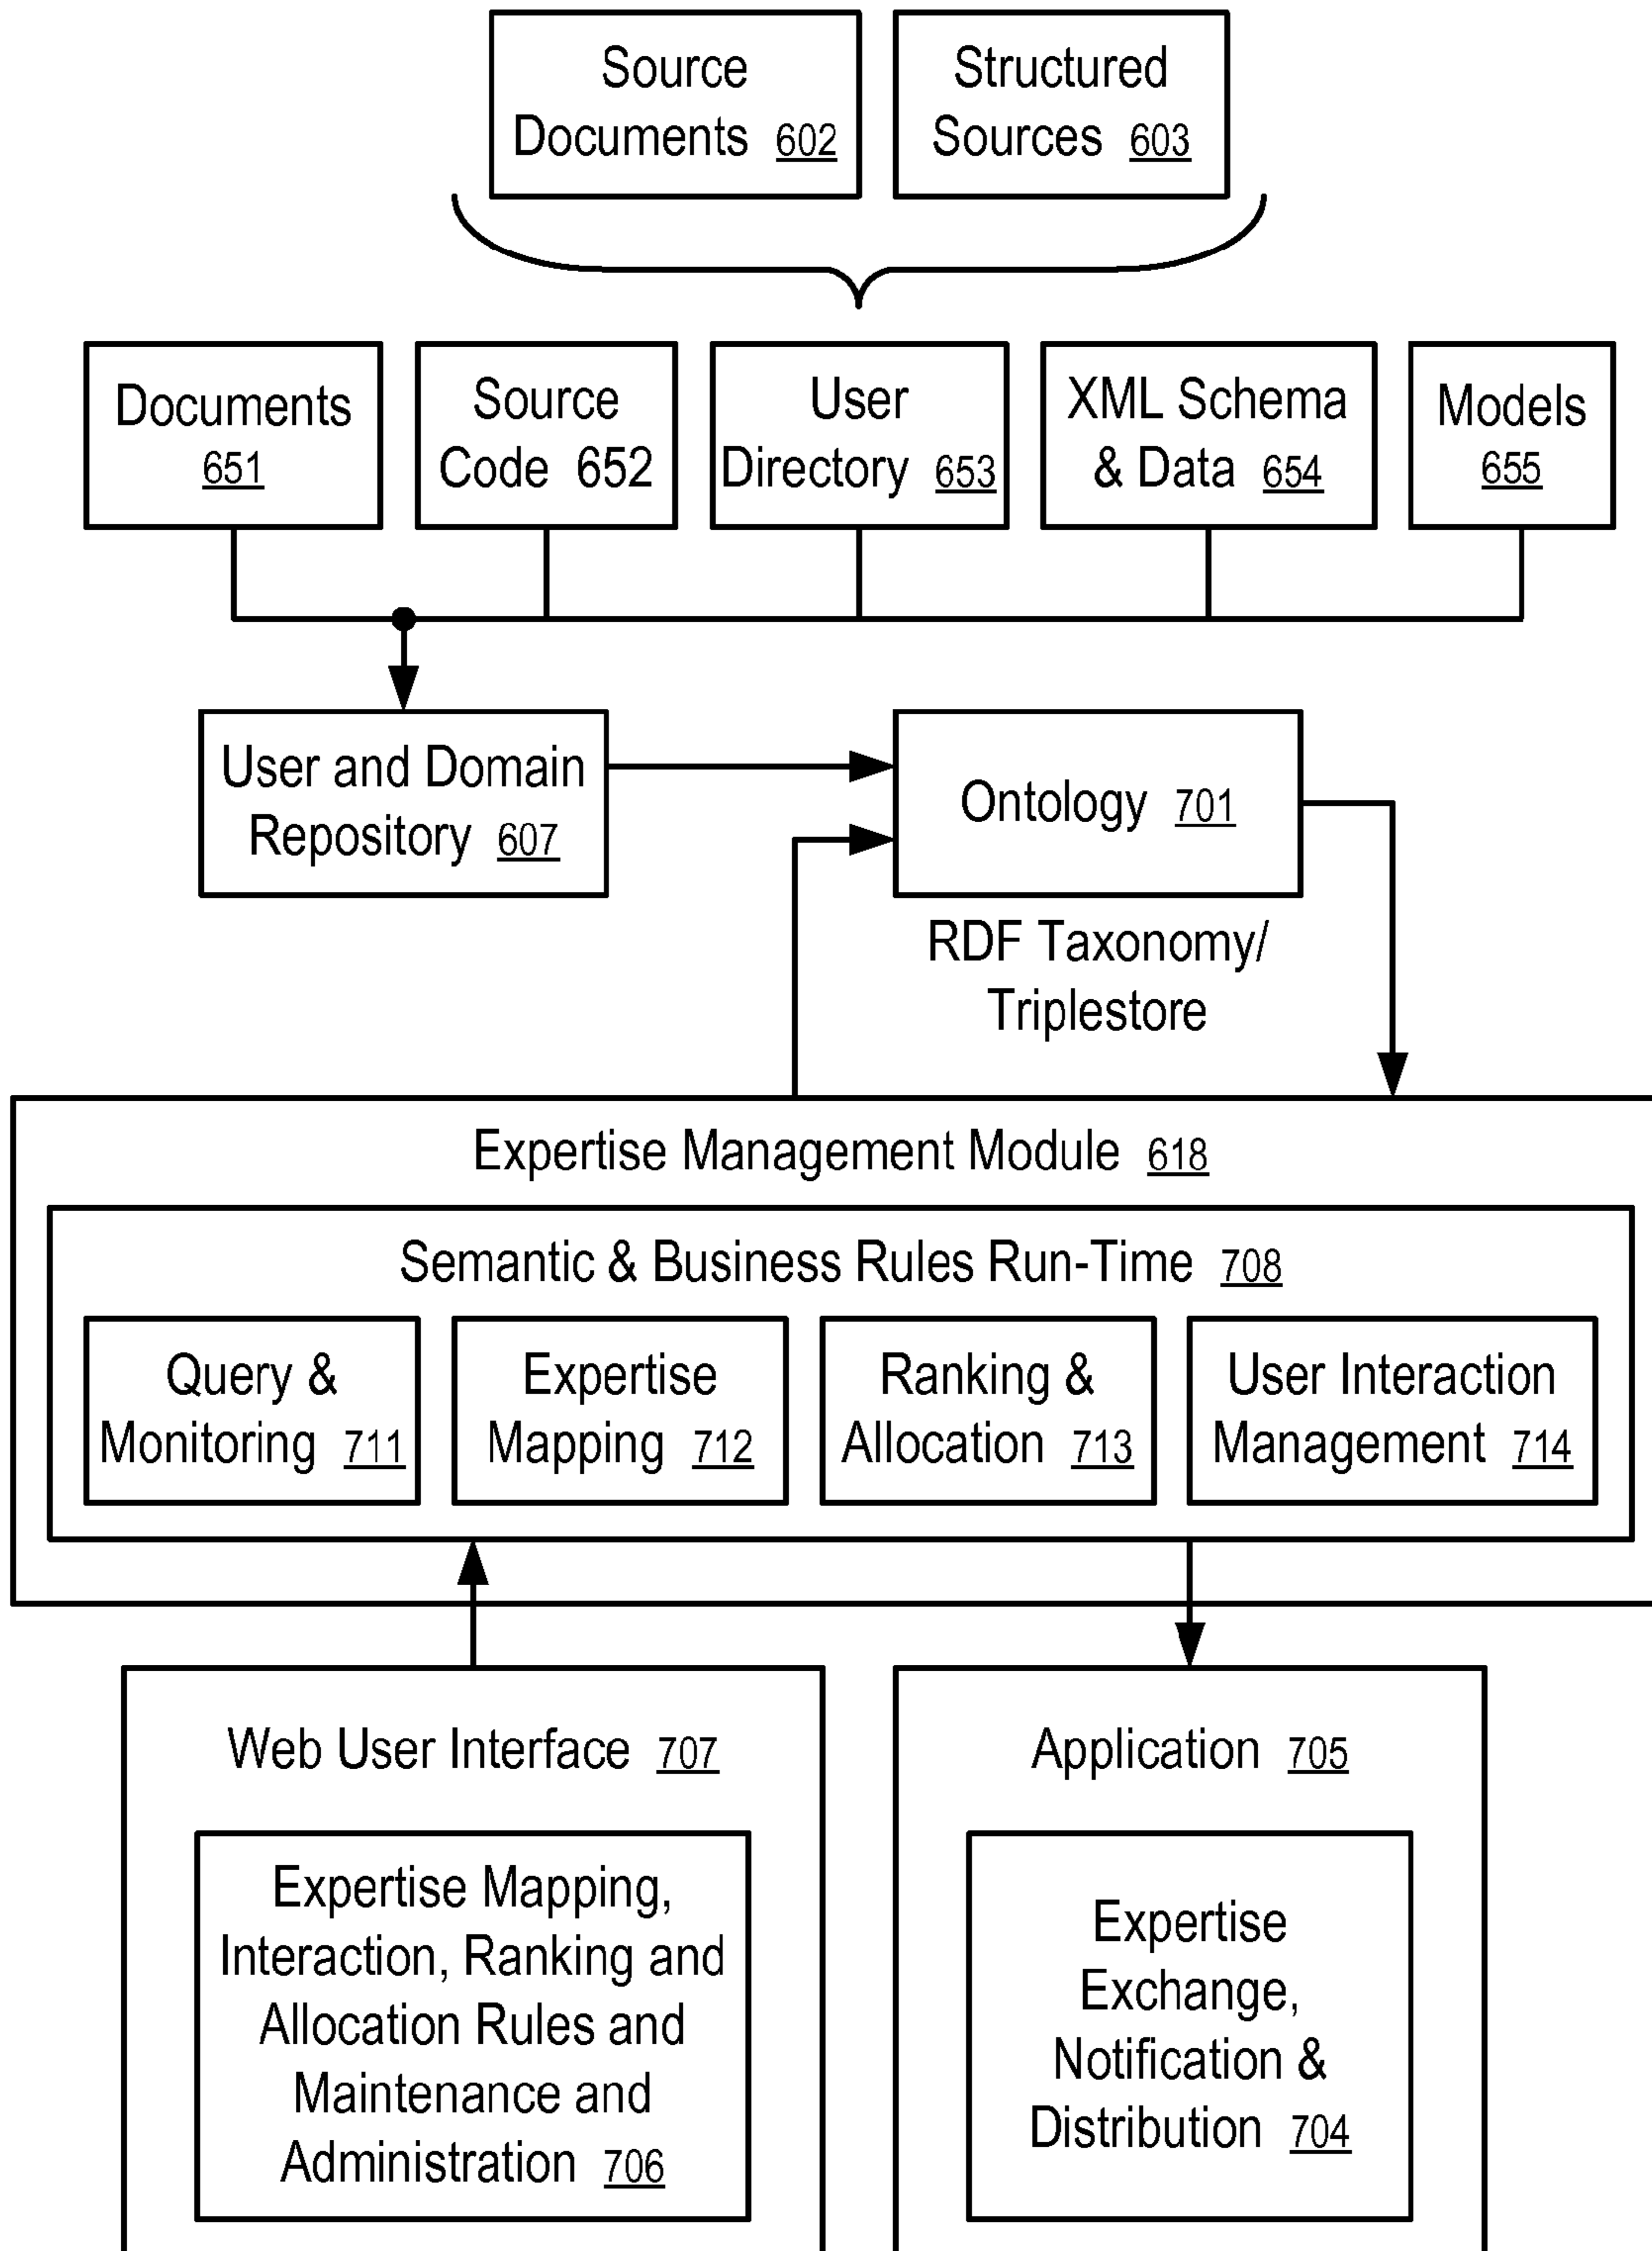 Source
Documents 602
Structured
Sources 603
Documents
651
Source
Code 652
User
Directory 653
XML Schema
& Data 654
Models
655
User and Domain
Repository 607
Ontology 701
RDF Taxonomy/
Triplestore
Expertise Management Module 618
Semantic & Business Rules Run-Time 708
Query &
Monitoring 711
Expertise
Mapping 712
Ranking &
Allocation 713
User Interaction
Management 714
Web User Interface 707
Expertise Mapping,
Interaction, Ranking and
Allocation Rules and
Maintenance and
Administration 706
Application 705
Expertise
Exchange,
Notification &
Distribution 704